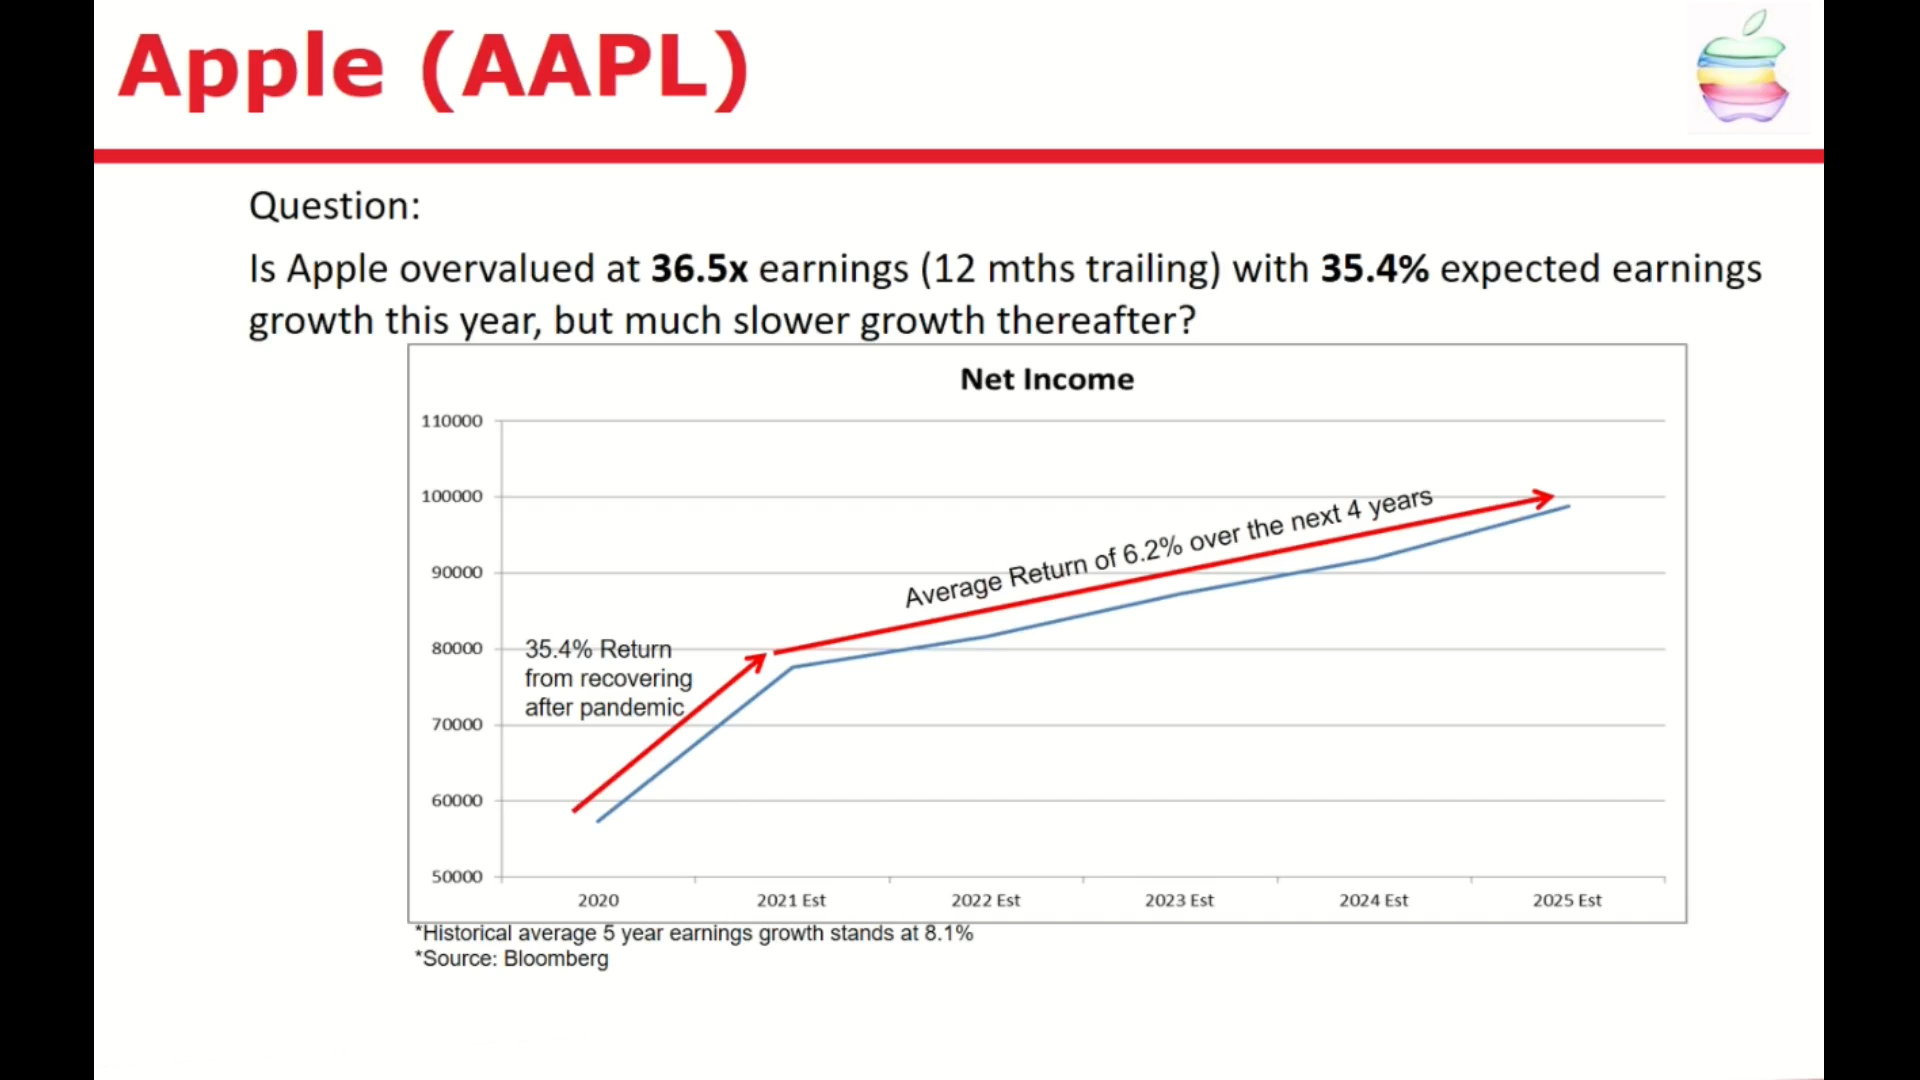 Apple (AAPL)
Question:
Is Apple overvalued at 36.5x earnings (12 mths trailing) with 35.4% expected earnings
growth this year, but much slower growth thereafter?
Net Income
110000
100000
90000
80000
70000
60000
50000
35.4% Return
from recovering
after pandemic
Average Return of 6.2% over the next 4 years
2020
2021 Est
2022 Est
2023 Est
2024 Est
2025 Est
*Historical average 5 year earnings growth stands at 8.1%
*Source: Bloomberg